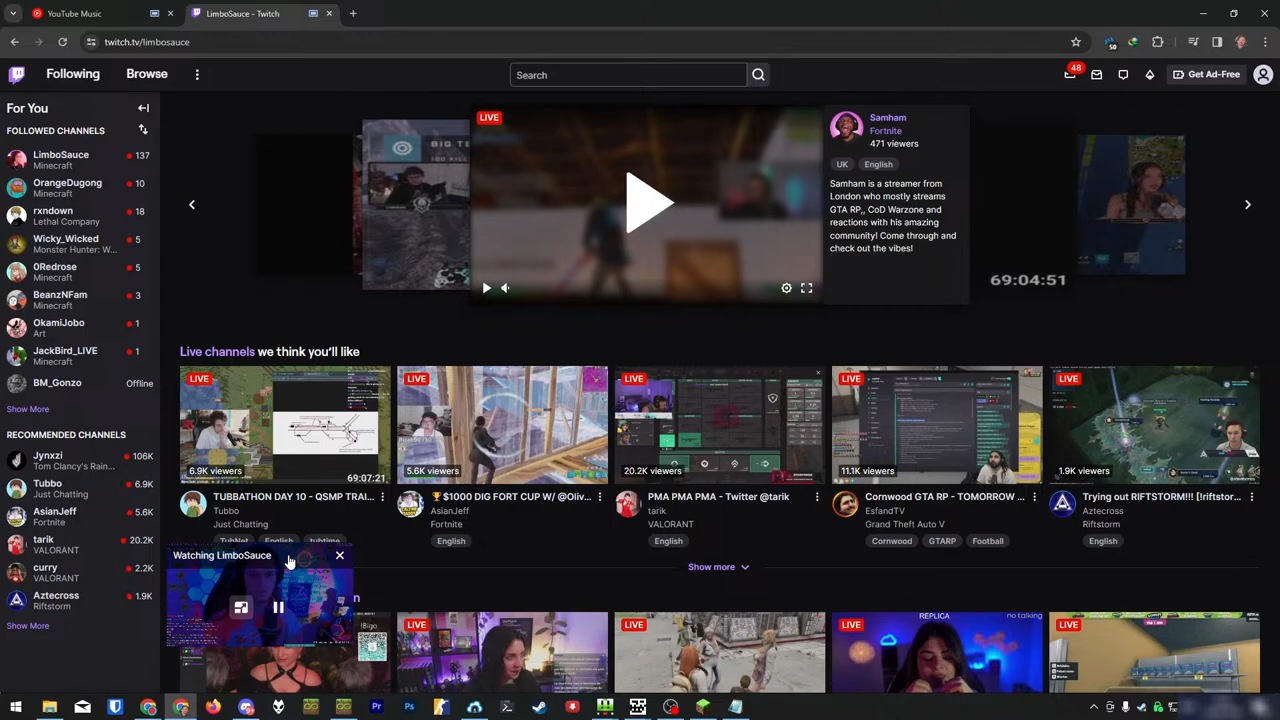 YouTube Music
LimboSauce - Twitch
twitch.tv/limbosauce
50
Following
Browse
Search
48
Get Ad-Free
For You
FOLLOWED CHANNELS
LimboSauce
137
Minecraft
OrangeDugong
10
Minecraft
rxndown
18
Lethal Company
Wicky_Wicked
5
Monster Hunter: W...
0Redrose
5
Minecraft
BeanzNFam
3
Minecraft
OkamiJobo
1
Art
JackBird_LIVE
1
Minecraft
BM_Gonzo
Offline
Show More
RECOMMENDED CHANNELS
Jynxzi
106K
Tom Clancy's Rain...
Tubbo
6.9K
Just Chatting
AsianJeff
5.6K
Fortnite
tarik
20.2K
VALORANT
curry
2.2K
VALORANT
Aztecross
1.9K
Riftstorm
Show More
LIVE
Samham
Fortnite
471 viewers
UK
English
Samham is a streamer from
London who mostly streams
GTA RP,, CoD Warzone and
reactions with his amazing
community! Come through and
check out the vibes!
69:04:51
Live channels we think you'll like
LIVE
6.9K viewers
69:07:21
TUBBATHON DAY 10 - QSMP TRAI...
Tubbo
Just Chatting
TubNet
English
tubtime
LIVE
5.6K viewers
$1000 DIG FORT CUP W/ @Oliv...
AsianJeff
Fortnite
English
LIVE
20.2K viewers
PMA PMA PMA - Twitter @tarik
tarik
VALORANT
English
LIVE
11.1K viewers
Cornwood GTA RP - TOMORROW ...
EsfandTV
Grand Theft Auto V
Cornwood
GTARP
Football
LIVE
1.9K viewers
Trying out RIFTSTORM!!! [!riftstor...
Aztecross
Riftstorm
English
Show more
Watching LimboSauce
!Bigo
LIVE
LIVE
LIVE
REPLICA
no talking
LIVE